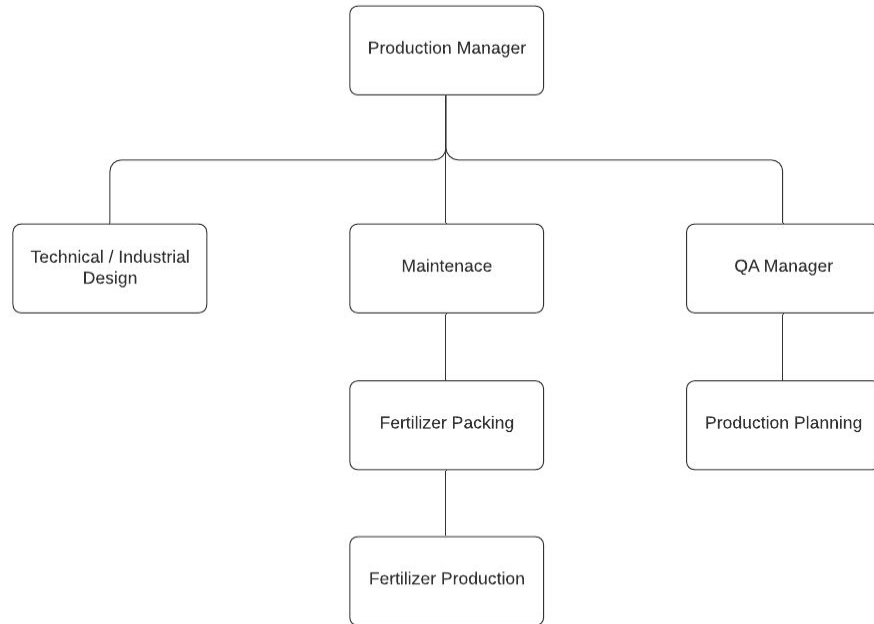 Production Manager
Technical / Industrial
Design
Maintenace
QA Manager
Fertilizer Packing
Production Planning
Fertilizer Production